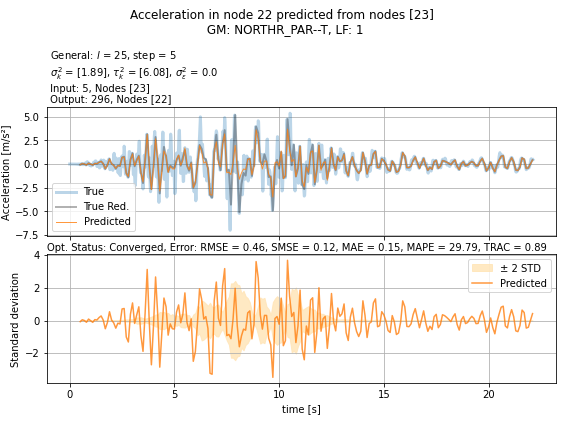 Acceleration in node 22 predicted from nodes [23]
GM: NORTHR_PAR--T, LF: 1
General: l = 25, step = 5
σ²ₖ = [1.89], τ²ₖ = [6.08], σ²ε = 0.0
Input: 5, Nodes [23]
Output: 296, Nodes [22]
Acceleration [m/s²]
5.0
2.5
0.0
−2.5
−5.0
−7.5
True
True Red.
Predicted
Opt. Status: Converged, Error: RMSE = 0.46, SMSE = 0.12, MAE = 0.15, MAPE = 29.79, TRAC = 0.89
Standard deviation
4
2
0
−2
± 2 STD
Predicted
0 5 10 15 20
time [s]